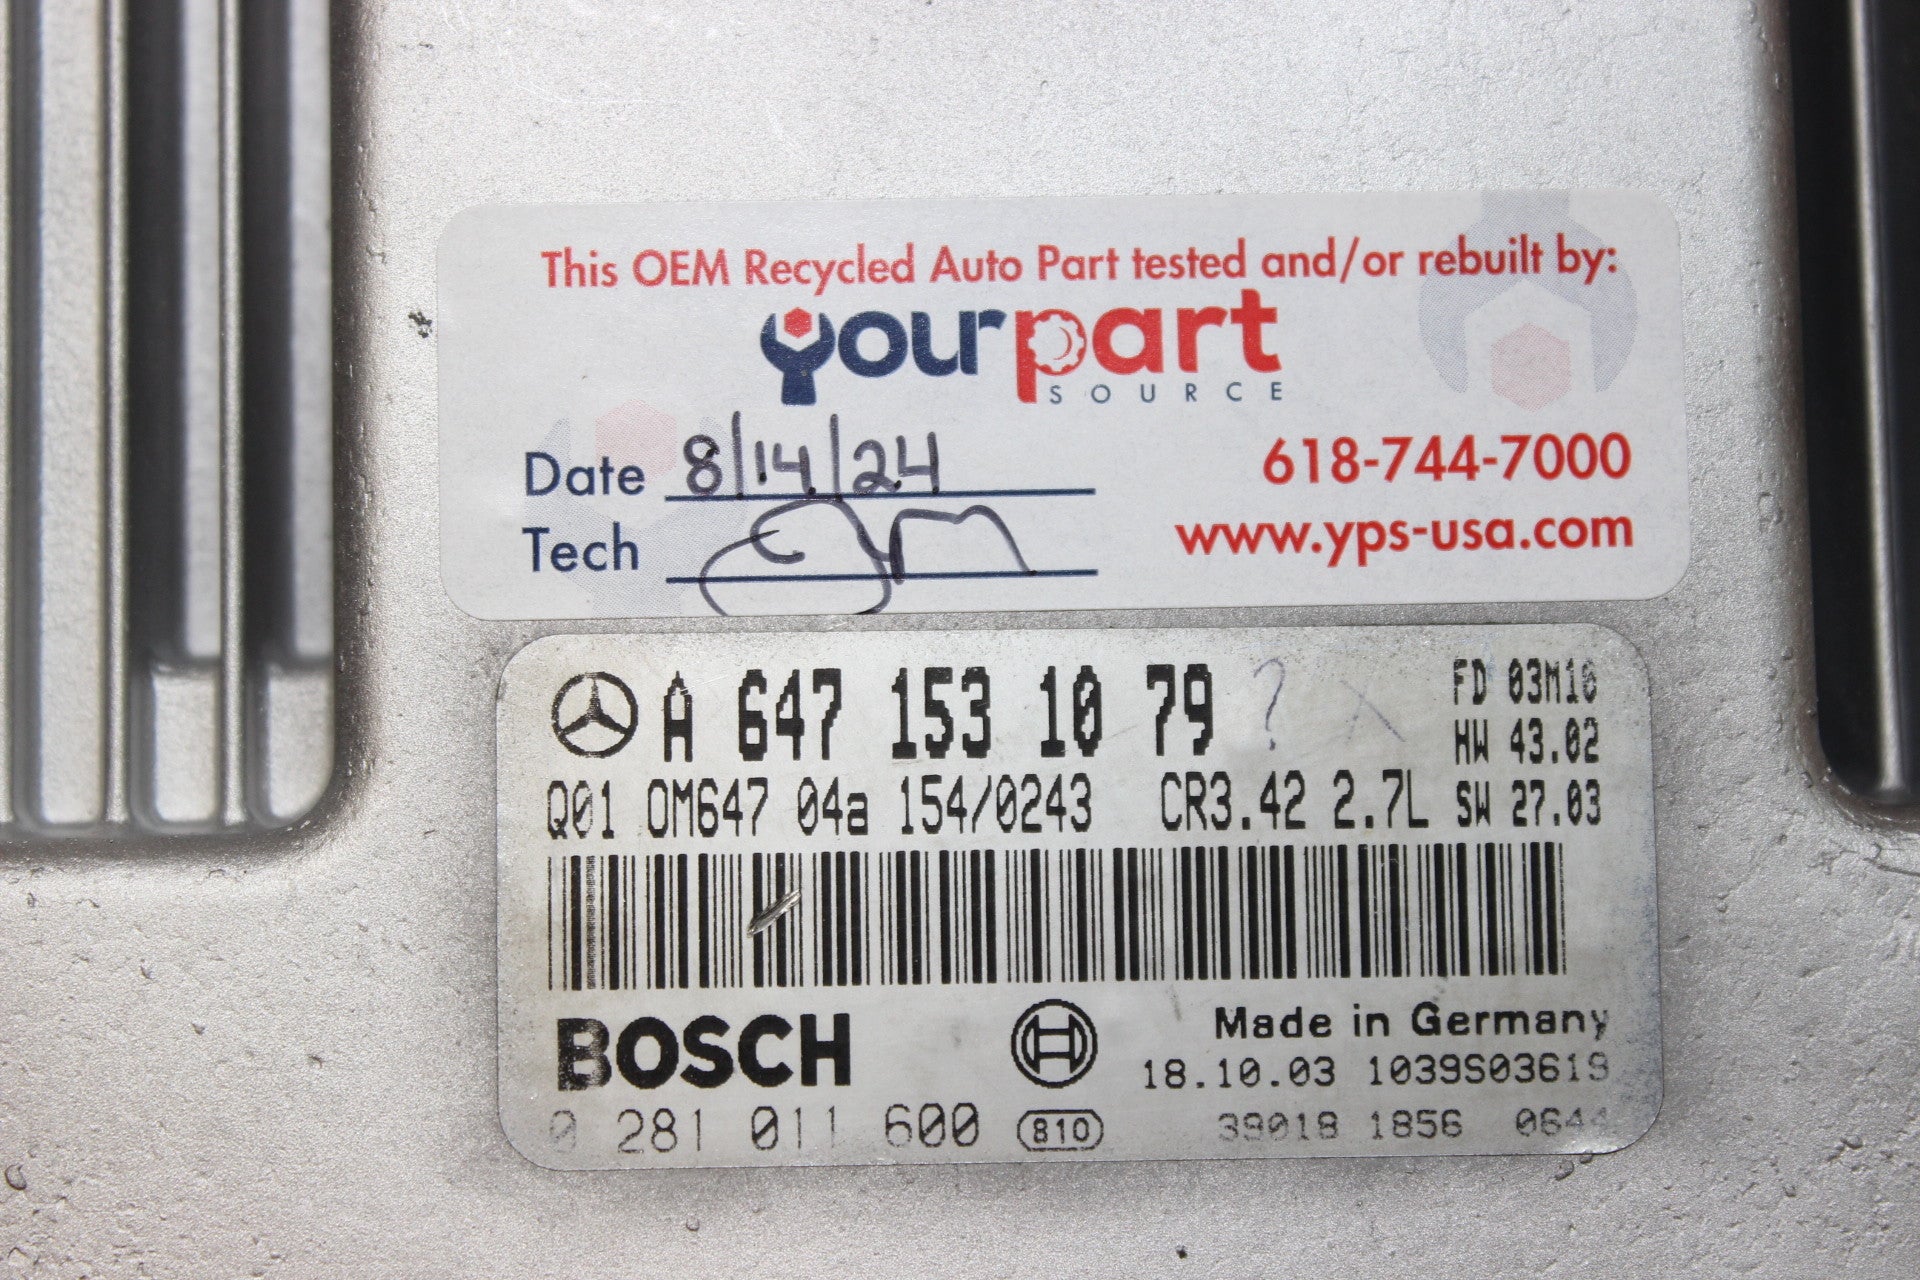 This OEM Recycled Auto Part tested and/or rebuilt by:
yourpart
SOURCE
Date 8/14/24
618-744-7000
Tech
www.yps-usa.com
A 647 153 10 79 ? X
FD 03M10
HW 43.02
Q01 OM647 04a 154/0243 CR3.42 2.7L SW 27.03
BOSCH
Made in Germany
18.10.03 1039S03619
0 281 011 600 810 39018 1856